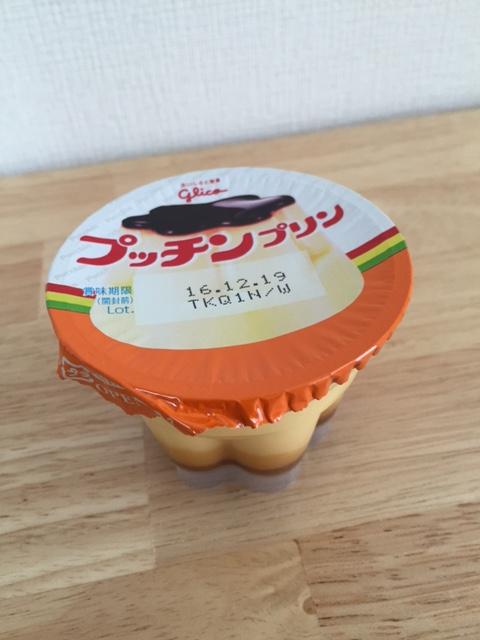 おいしさと健康
Glico
プッチンプリン
賞味期限
(開封前)
Lot.
16.12.19
TKQ1N/W
OPEN